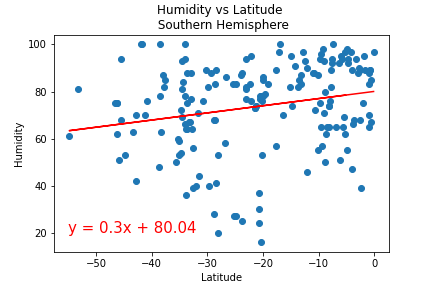 Humidity vs Latitude
Southern Hemisphere
100
80
60
40
20
Humidity
y = 0.3x + 80.04
−50
−40
−30
−20
−10
0
Latitude